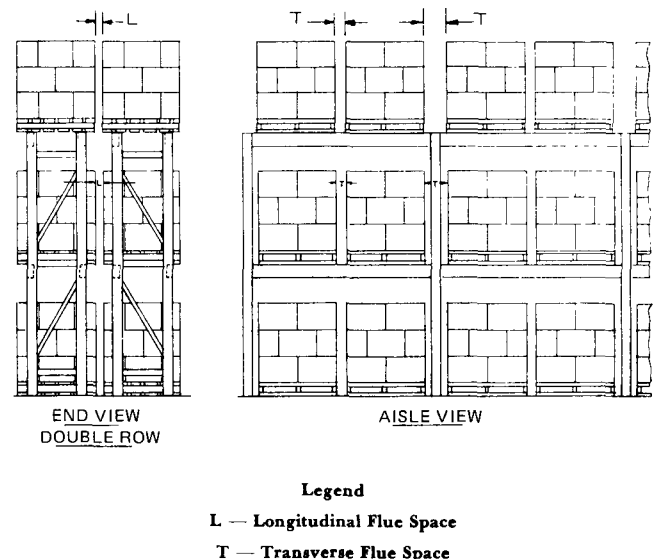 L T T
L T T
END VIEW AISLE VIEW
DOUBLE ROW
Legend
L — Longitudinal Flue Space
T — Transverse Flue Space